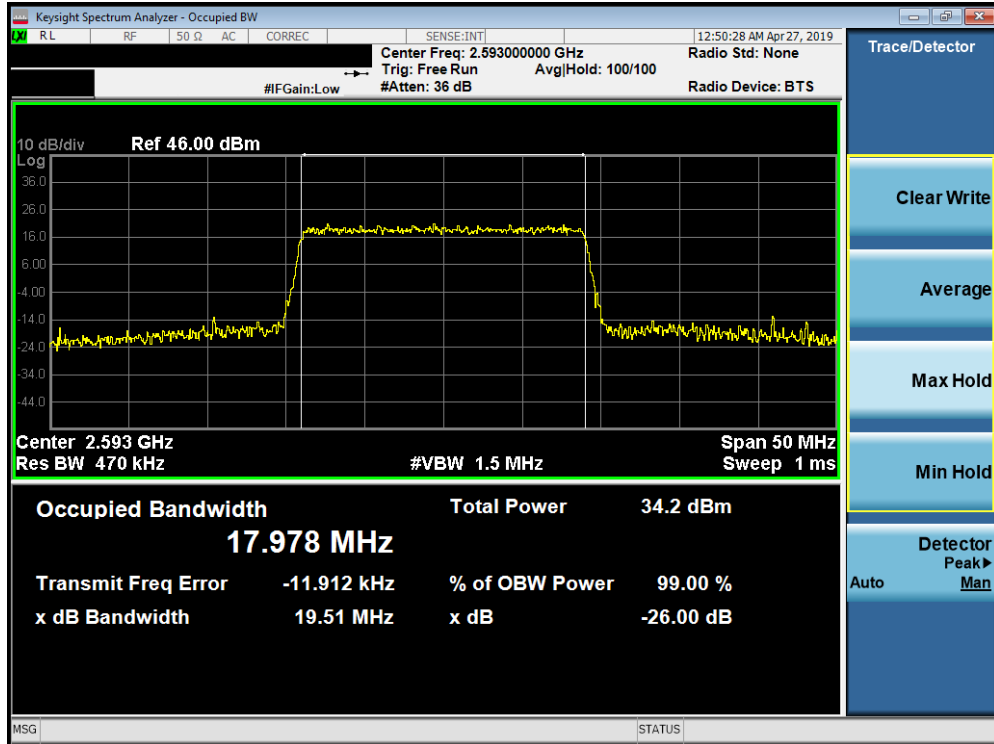 Keysight Spectrum Analyzer - Occupied BW
LXI RL RF 50 Ω AC CORREC SENSE:INT 12:50:28 AM Apr 27, 2019
Center Freq: 2.593000000 GHz Radio Std: None
Trig: Free Run Avg|Hold: 100/100
#IFGain:Low #Atten: 36 dB Radio Device: BTS
10 dB/div Ref 46.00 dBm
Log
36.0
26.0
16.0
6.00
-4.00
-14.0
-24.0
-34.0
-44.0
Center 2.593 GHz Span 50 MHz
Res BW 470 kHz #VBW 1.5 MHz Sweep 1 ms
Occupied Bandwidth Total Power 34.2 dBm
17.978 MHz
Transmit Freq Error -11.912 kHz % of OBW Power 99.00 %
x dB Bandwidth 19.51 MHz x dB -26.00 dB
MSG STATUS
Trace/Detector
Clear Write
Average
Max Hold
Min Hold
Detector
Peak▶
Auto Man